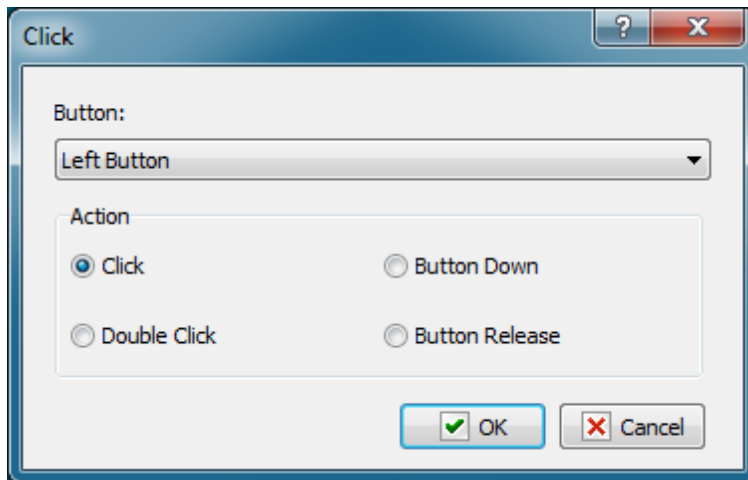 Click
?
Button:
Left Button
Action
Click
Button Down
Double Click
Button Release
OK
Cancel